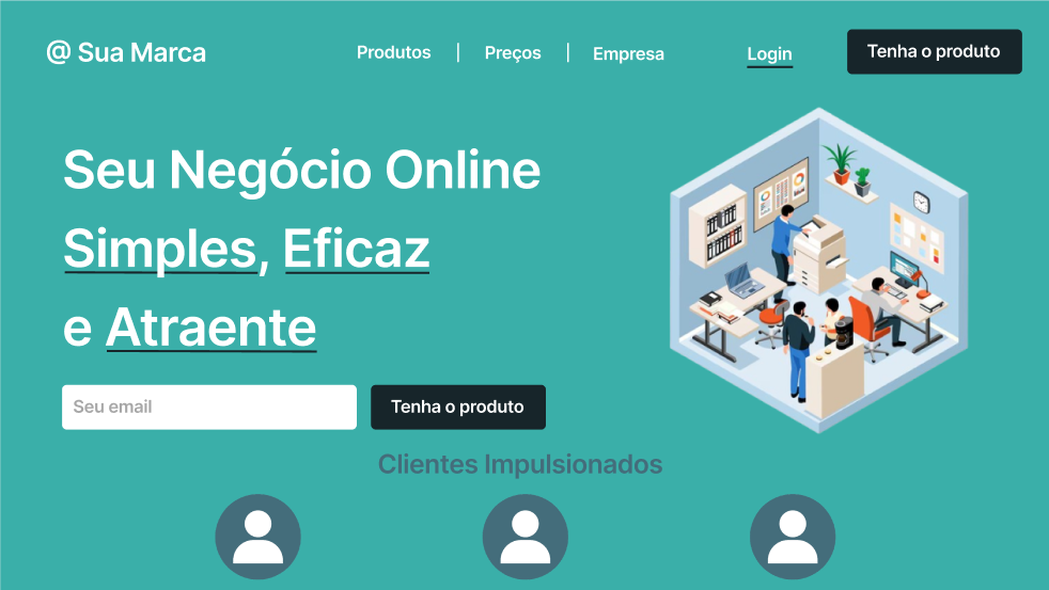 @ Sua Marca
Produtos | Preços | Empresa
Login
Tenha o produto
Seu Negócio Online
Simples, Eficaz
e Atraente
Seu email
Tenha o produto
Clientes Impulsionados